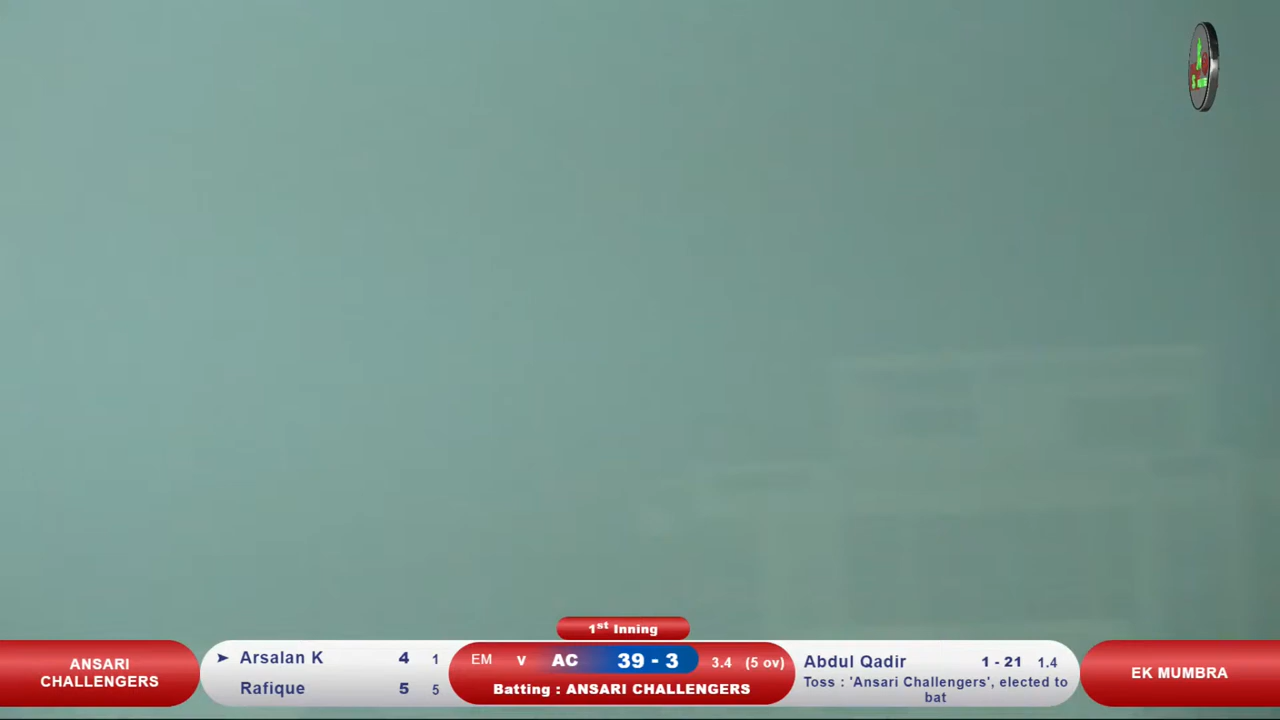 1st Inning
ANSARI
CHALLENGERS
➤ Arsalan K 4 1
Rafique 5 5
EM v AC 39 - 3 3.4 (5 ov)
Batting : ANSARI CHALLENGERS
Abdul Qadir 1 - 21 1.4
Toss : 'Ansari Challengers', elected to
bat
EK MUMBRA